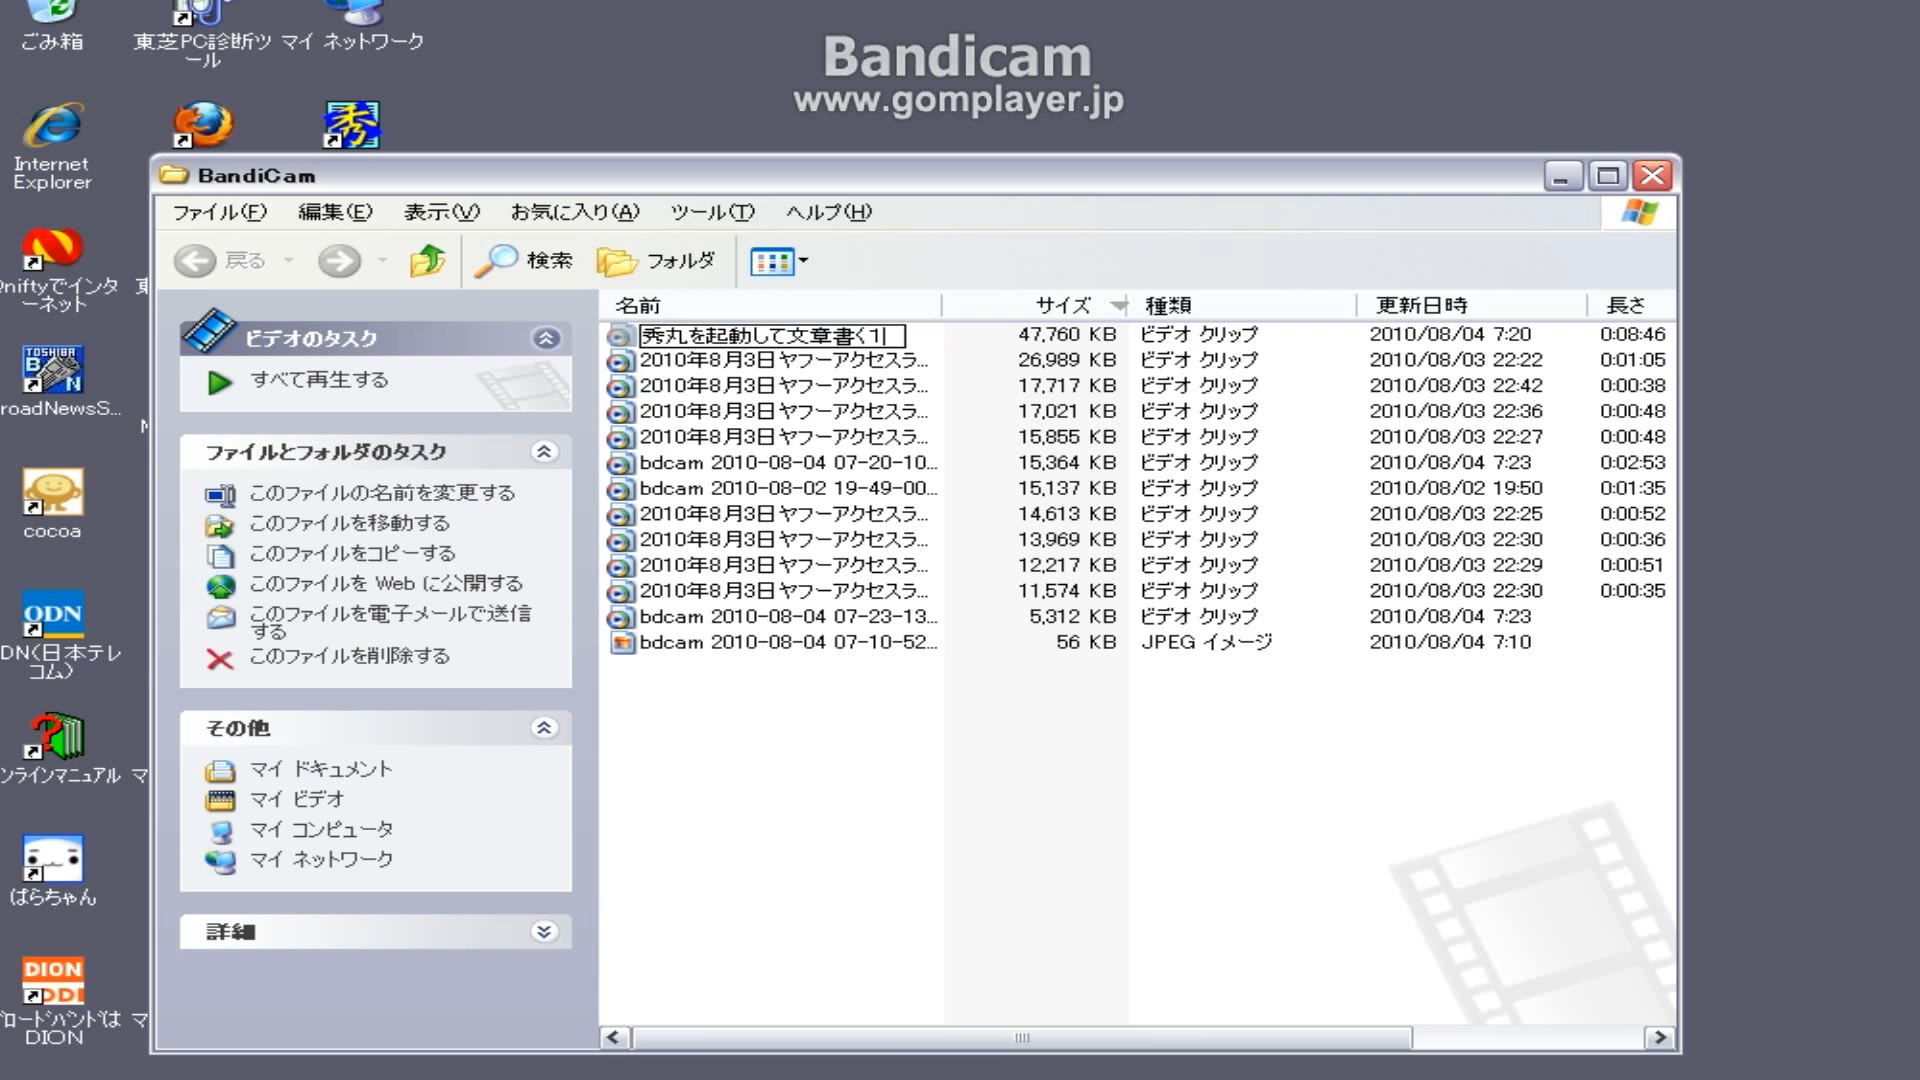 Bandicam
www.gomplayer.jp
ごみ箱
東芝PC診断ツール
マイ ネットワーク
Internet Explorer
@niftyでインターネット
roadNewsS...
cocoa
ODN
DN(日本テレコム)
ンラインマニュアル
ぱらちゃん
DION
ロードバンドは DION
BandiCam
ファイル(F) 編集(E) 表示(V) お気に入り(A) ツール(T) ヘルプ(H)
戻る 検索 フォルダ
ビデオのタスク
すべて再生する
ファイルとフォルダのタスク
このファイルの名前を変更する
このファイルを移動する
このファイルをコピーする
このファイルを Web に公開する
このファイルを電子メールで送信する
このファイルを削除する
その他
マイ ドキュメント
マイ ビデオ
マイ コンピュータ
マイ ネットワーク
詳細
名前 サイズ 種類 更新日時 長さ
秀丸を起動して文章書く1 47,760 KB ビデオ クリップ 2010/08/04 7:20 0:08:46
2010年8月3日ヤフーアクセスラ... 26,989 KB ビデオ クリップ 2010/08/03 22:22 0:01:05
2010年8月3日ヤフーアクセスラ... 17,717 KB ビデオ クリップ 2010/08/03 22:42 0:00:38
2010年8月3日ヤフーアクセスラ... 17,021 KB ビデオ クリップ 2010/08/03 22:36 0:00:48
2010年8月3日ヤフーアクセスラ... 15,855 KB ビデオ クリップ 2010/08/03 22:27 0:00:48
bdcam 2010-08-04 07-20-10... 15,364 KB ビデオ クリップ 2010/08/04 7:23 0:02:53
bdcam 2010-08-02 19-49-00... 15,137 KB ビデオ クリップ 2010/08/02 19:50 0:01:35
2010年8月3日ヤフーアクセスラ... 14,613 KB ビデオ クリップ 2010/08/03 22:25 0:00:52
2010年8月3日ヤフーアクセスラ... 13,969 KB ビデオ クリップ 2010/08/03 22:30 0:00:36
2010年8月3日ヤフーアクセスラ... 12,217 KB ビデオ クリップ 2010/08/03 22:29 0:00:51
2010年8月3日ヤフーアクセスラ... 11,574 KB ビデオ クリップ 2010/08/03 22:30 0:00:35
bdcam 2010-08-04 07-23-13... 5,312 KB ビデオ クリップ 2010/08/04 7:23
bdcam 2010-08-04 07-10-52... 56 KB JPEG イメージ 2010/08/04 7:10